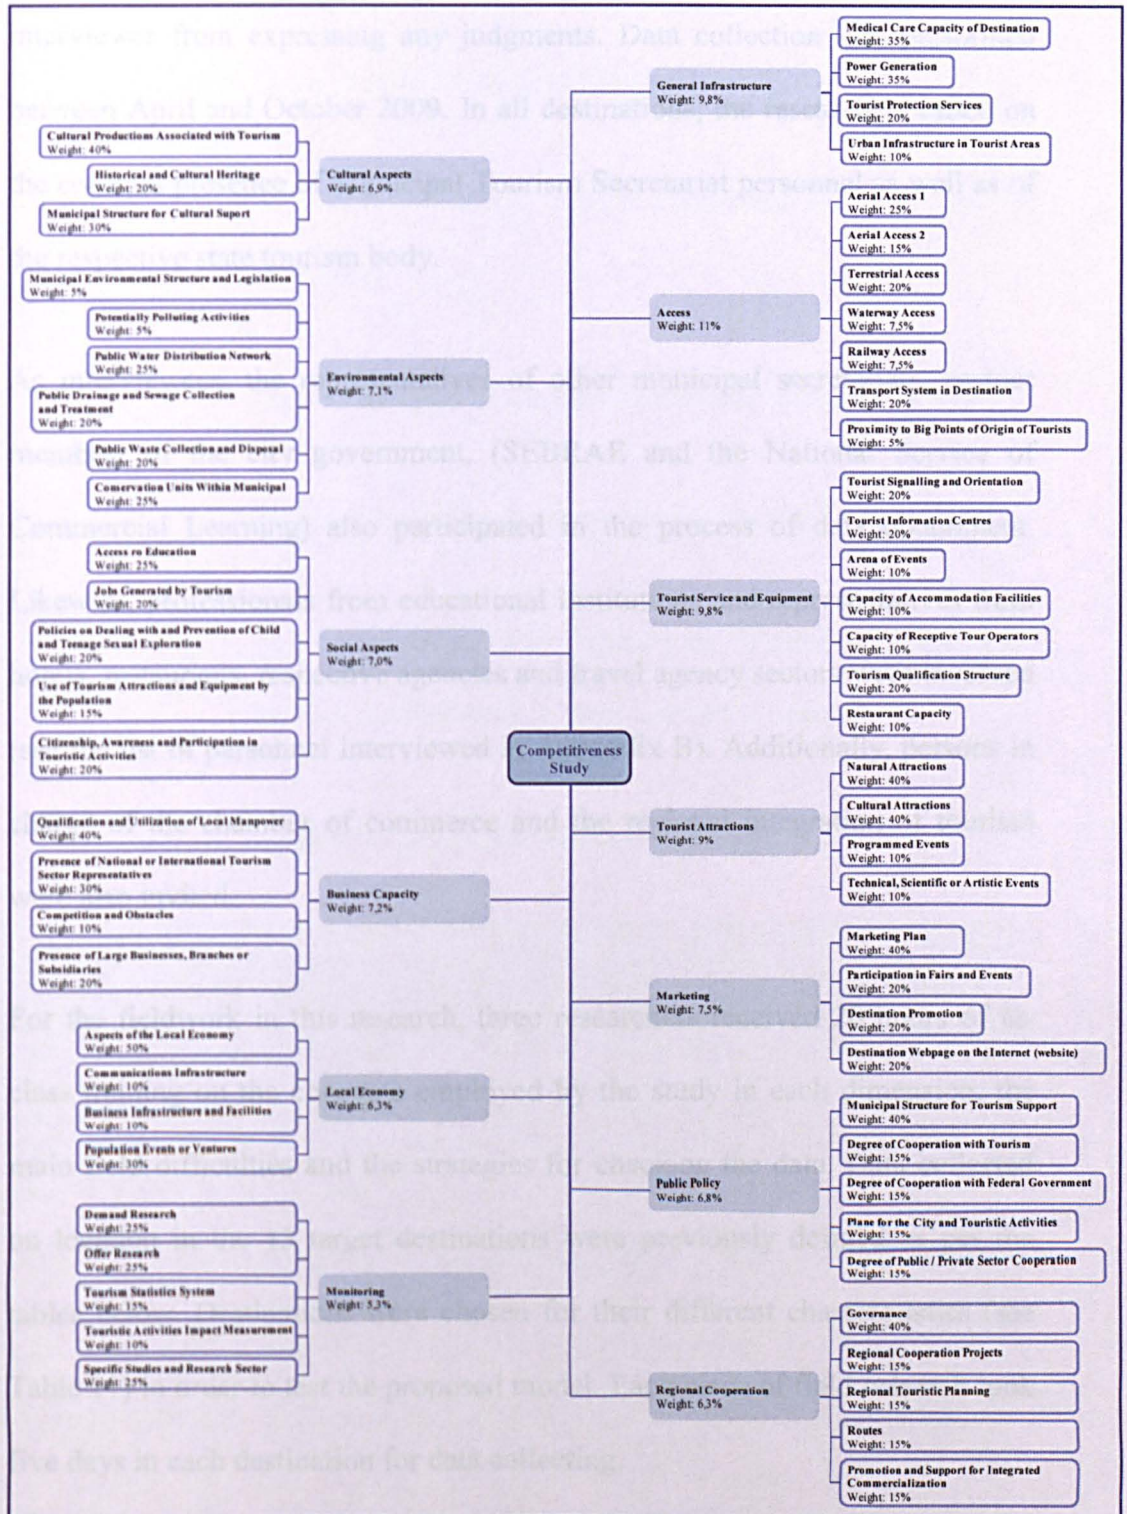 Competitiveness
Study
Cultural Aspects
Weight: 6,9%
Cultural Productions Associated with Tourism
Weight: 40%
Historical and Cultural Heritage
Weight: 20%
Municipal Structure for Cultural Suport
Weight: 30%
Environmental Aspets
Weight: 7,1%
Municipal Environmental Structure and Legislation
Weight: 5%
Potentially Polluting Activities
Weight: 5%
Public Water Distribution Network
Weight: 25%
Public Drainage and Sewage Collection
and Treatment
Weight: 20%
Public Waste Collection and Disposal
Weight: 20%
Conservation Units Within Municipal
Weight: 25%
Social Aspects
Weight: 7,0%
Access ro Education
Weight: 25%
Jobs Generated by Tourism
Weight: 20%
Policies on Dealing with and Prevention of Child
and Teenage Sexual Exploration
Weight: 20%
Use of Tourism Attractions and Equipment by
the Population
Weight: 15%
Citizenship, Awareness and Participation in
Touristic Activities
Weight: 20%
Business Capacity
Weight: 7,2%
Qualification and Utilization of Local Manpower
Weight: 40%
Presence of National or International Tourism
Sector Representatives
Weight: 30%
Competition and Obstacles
Weight: 10%
Presence of Large Businesses, Branches or
Subsidiaries
Weight: 20%
Local Economy
Weight: 6,3%
Aspects of the Local Economy
Weight: 50%
Communications Infrastructure
Weight: 10%
Business Infrastructure and Facilities
Weight: 10%
Population Events or Ventures
Weight: 30%
Monitoring
Weight: 5,3%
Demand Research
Weight: 25%
Offer Research
Weight: 25%
Tourism Statistics System
Weight: 15%
Touristic Activities Impact Measurement
Weight: 10%
Specific Studies and Research Sector
Weight: 25%
General Infrastructure
Weight: 9,8%
Medical Care Capacity of Destination
Weight: 35%
Power Generation
Weight: 35%
Tourist Protection Services
Weight: 20%
Urban Infrastructure in Tourist Areas
Weight: 10%
Access
Weight: 11%
Aerial Access 1
Weight: 25%
Aerial Access 2
Weight: 15%
Terrestrial Access
Weight: 20%
Waterway Access
Weight: 7,5%
Railway Access
Weight: 7,5%
Transport System in Destination
Weight: 20%
Proximity to Big Points of Origin of Tourists
Weight: 5%
Tourist Service and Equipment
Weight: 9,8%
Tourist Signalling and Orientation
Weight: 20%
Tourist Information Centres
Weight: 20%
Arena of Events
Weight: 10%
Capacity of Accommodation Facilities
Weight: 10%
Capacity of Receptive Tour Operators
Weight: 10%
Tourism Qualification Structure
Weight: 20%
Restaurant Capacity
Weight: 10%
Tourist Attractions
Weight: 9%
Natural Attractions
Weight: 40%
Cultural Attractions
Weight: 40%
Programmed Events
Weight: 10%
Technical, Scientific or Artistic Events
Weight: 10%
Marketing
Weight: 7,5%
Marketing Plan
Weight: 40%
Participation in Fairs and Events
Weight: 20%
Destination Promotion
Weight: 20%
Destination Webpage on the Internet (website)
Weight: 20%
Public Policy
Weight: 6,8%
Municipal Structure for Tourism Support
Weight: 40%
Degree of Cooperation with Tourism
Weight: 15%
Degree of Cooperation with Federal Government
Weight: 15%
Plane for the City and Touristic Activities
Weight: 15%
Degree of Public / Private Sector Cooperation
Weight: 15%
Regional Cooperation
Weight: 6,3%
Governance
Weight: 40%
Regional Cooperation Projects
Weight: 15%
Regional Touristic Planning
Weight: 15%
Routes
Weight: 15%
Promotion and Support for Integrated
Commercialization
Weight: 15%